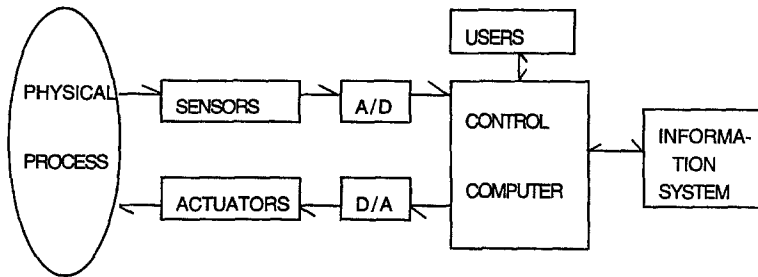 USERS
PHYSICAL
SENSORS
A/D
CONTROL
INFORMA-
TION
SYSTEM
PROCESS
ACTUATORS
D/A
COMPUTER